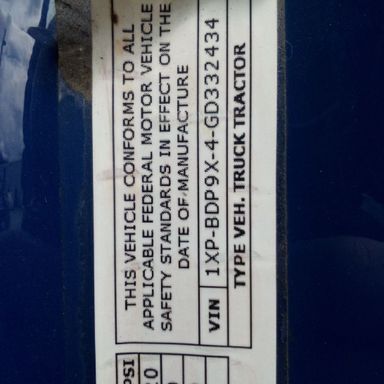 THIS VEHICLE CONFORMS TO ALL
APPLICABLE FEDERAL MOTOR VEHICLE
SAFETY STANDARDS IN EFFECT ON THE
DATE OF MANUFACTURE
VIN 1XP-BDP9X-4-GD332434
TYPE VEH. TRUCK TRACTOR
PSI
20